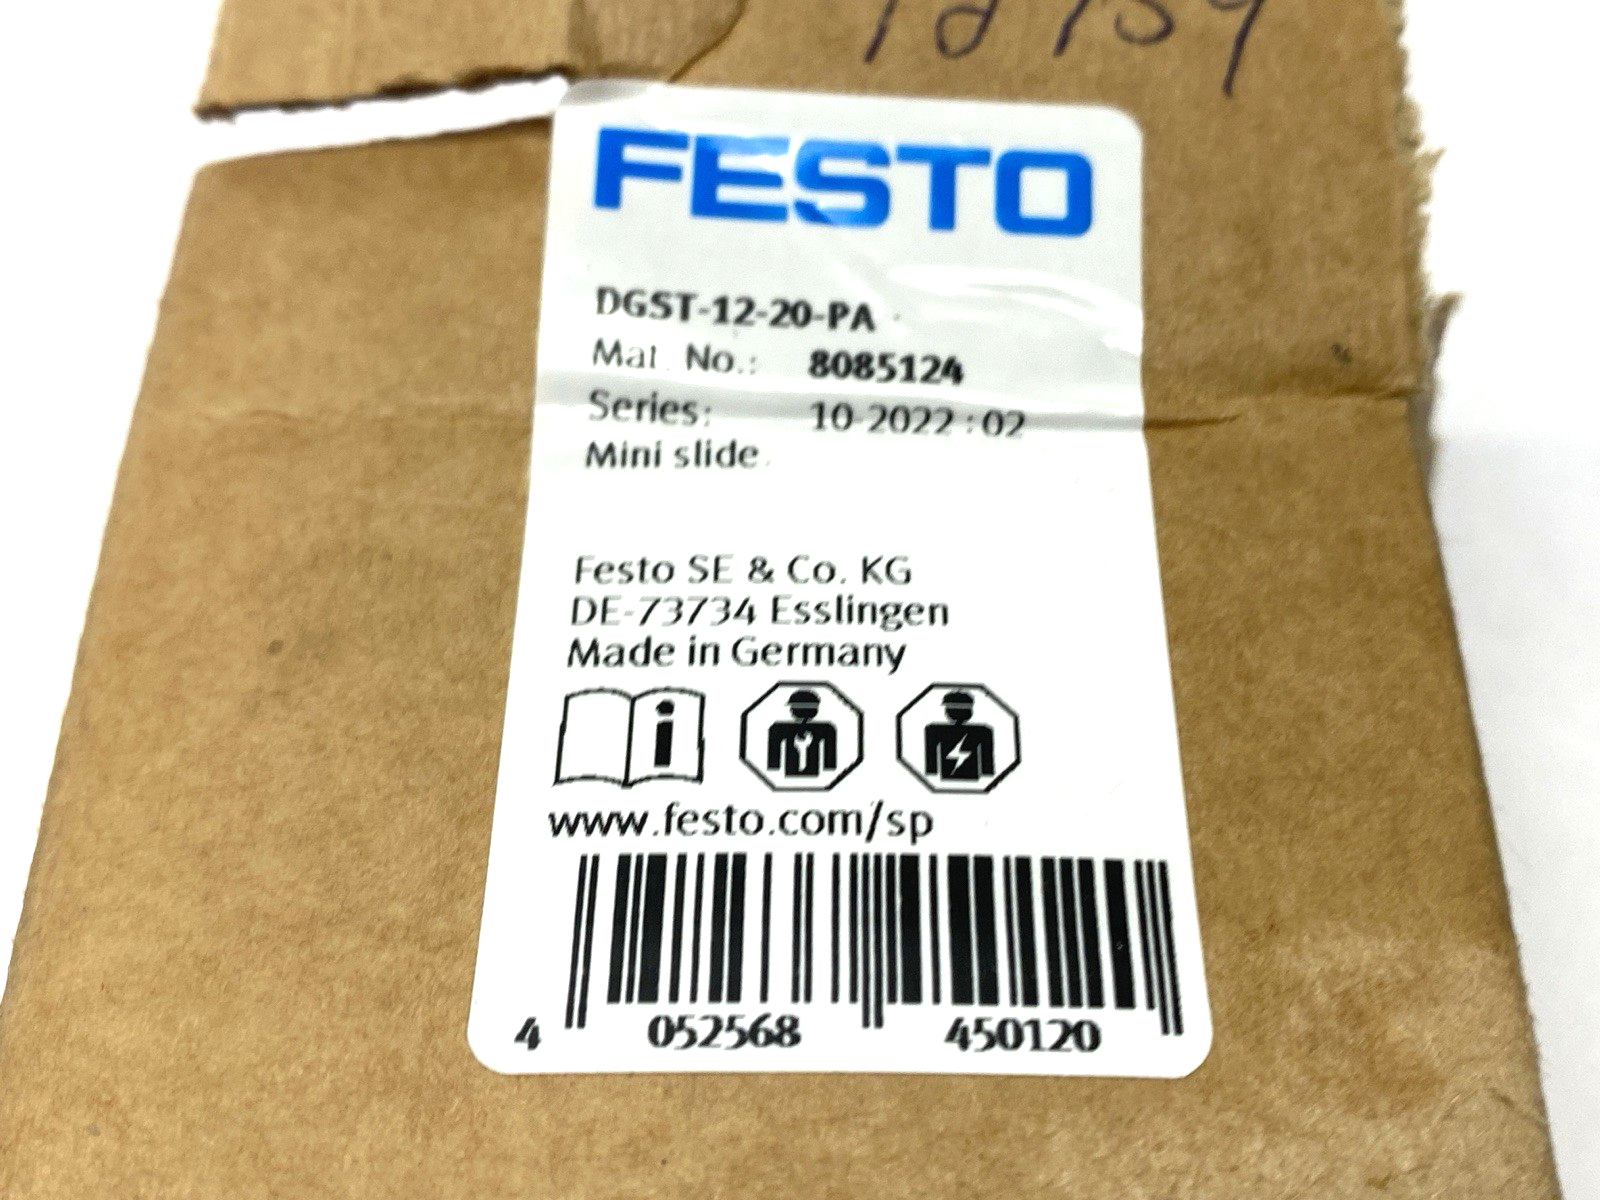 FESTO
DGST-12-20-PA
Mat. No.: 8085124
Series: 10-2022:02
Mini slide
Festo SE & Co. KG
DE-73734 Esslingen
Made in Germany
www.festo.com/sp
4 052568 450120